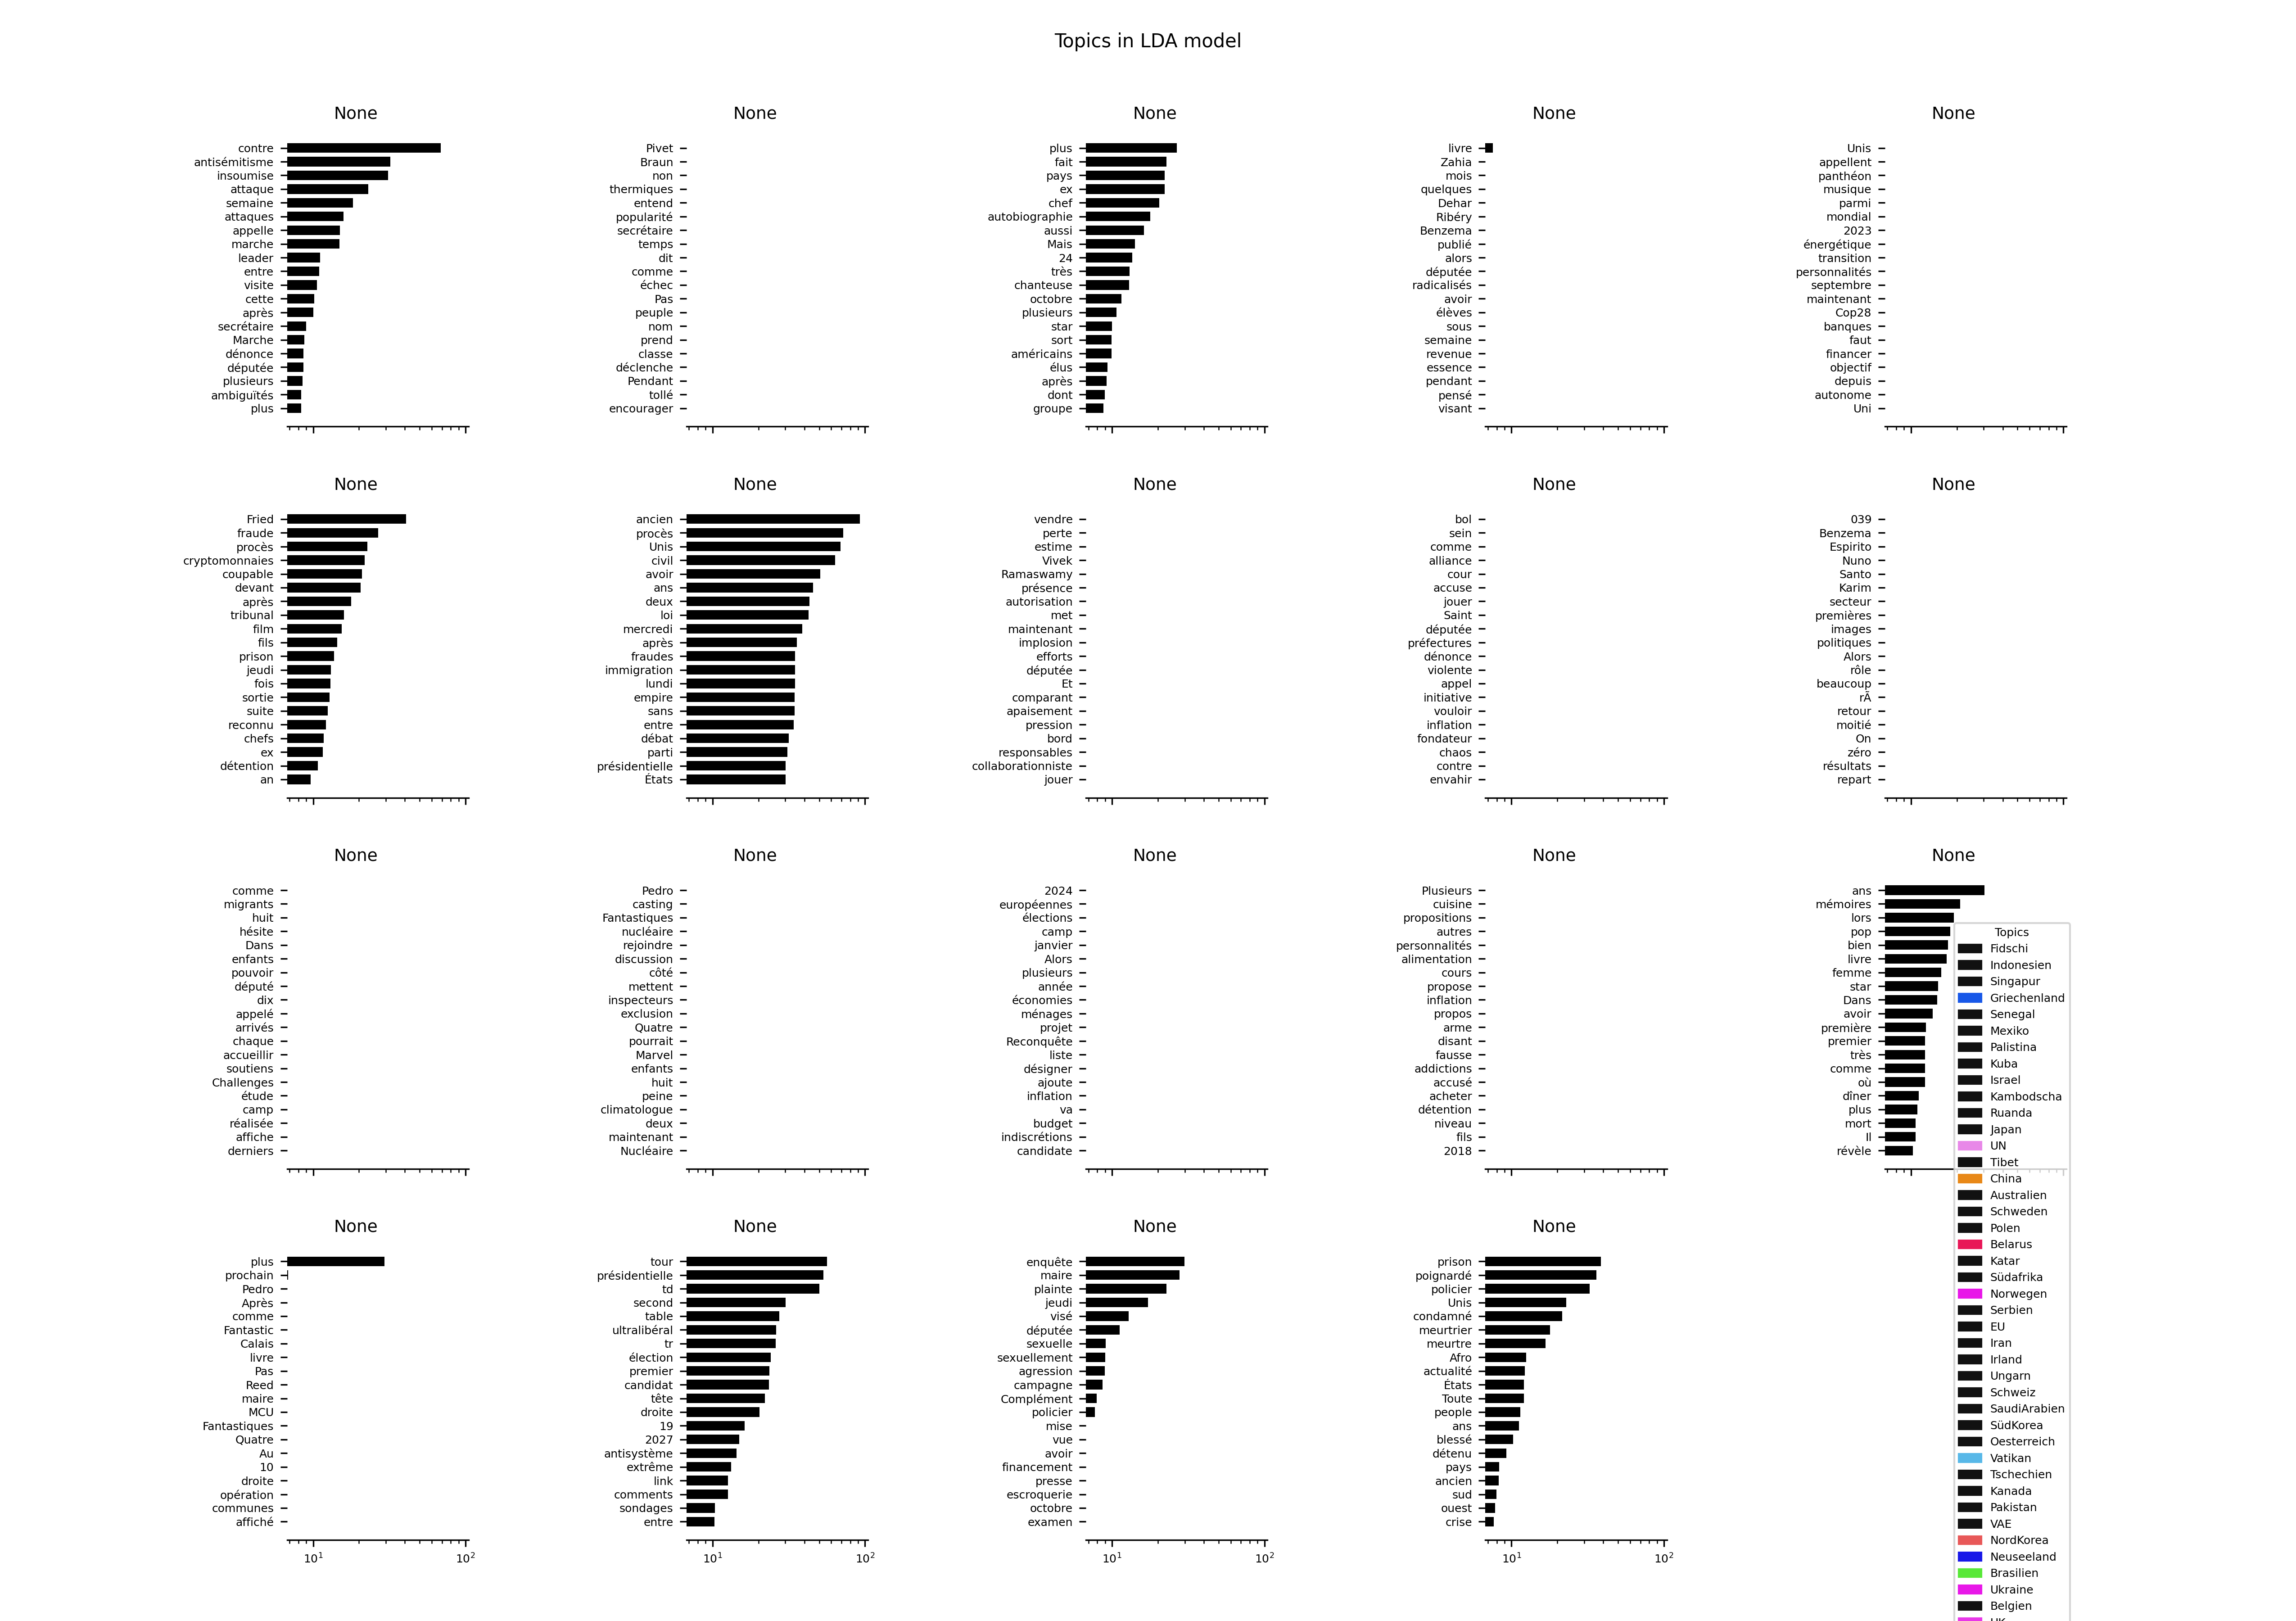 Topics in LDA model
None
contre
antisémitisme
insoumise
attaque
semaine
attaques
appelle
marche
leader
entre
visite
cette
après
secrétaire
Marche
dénonce
députée
plusieurs
ambiguïtés
plus
None
Pivet
Braun
non
thermiques
entend
popularité
secrétaire
temps
dit
comme
échec
Pas
peuple
nom
prend
classe
déclenche
Pendant
tollé
encourager
None
plus
fait
pays
ex
chef
autobiographie
aussi
Mais
24
très
chanteuse
octobre
plusieurs
star
sort
américains
élus
après
dont
groupe
None
livre
Zahia
mois
quelques
Dehar
Ribéry
Benzema
publié
alors
députée
radicalisés
avoir
élèves
sous
semaine
revenue
essence
pendant
pensé
visant
None
Unis
appellent
panthéon
musique
parmi
mondial
2023
énergétique
transition
personnalités
septembre
maintenant
Cop28
banques
faut
financer
objectif
depuis
autonome
Uni
None
Fried
fraude
procès
cryptomonnaies
coupable
devant
après
tribunal
film
fils
prison
jeudi
fois
sortie
suite
reconnu
chefs
ex
détention
an
None
ancien
procès
Unis
civil
avoir
ans
deux
loi
mercredi
après
fraudes
immigration
lundi
empire
sans
entre
débat
parti
présidentielle
États
None
vendre
perte
estime
Vivek
Ramaswamy
présence
autorisation
met
maintenant
implosion
efforts
députée
Et
comparant
apaisement
pression
bord
responsables
collaborationniste
jouer
None
bol
sein
comme
alliance
cour
accuse
jouer
Saint
députée
préfectures
dénonce
violente
appel
initiative
vouloir
inflation
fondateur
chaos
contre
envahir
None
039
Benzema
Espirito
Nuno
Santo
Karim
secteur
premières
images
politiques
Alors
rôle
beaucoup
rÃ
retour
moitié
On
zéro
résultats
repart
None
comme
migrants
huit
hésite
Dans
enfants
pouvoir
député
dix
appelé
arrivés
chaque
accueillir
soutiens
Challenges
étude
camp
réalisée
affiche
derniers
None
Pedro
casting
Fantastiques
nucléaire
rejoindre
discussion
côté
mettent
inspecteurs
exclusion
Quatre
pourrait
Marvel
enfants
huit
peine
climatologue
deux
maintenant
Nucléaire
None
2024
européennes
élections
camp
janvier
Alors
plusieurs
année
économies
ménages
projet
Reconquête
liste
désigner
ajoute
inflation
va
budget
indiscrétions
candidate
None
Plusieurs
cuisine
propositions
autres
personnalités
alimentation
cours
propose
inflation
propos
arme
disant
fausse
addictions
accusé
acheter
détention
niveau
fils
2018
None
ans
mémoires
lors
pop
bien
livre
femme
star
Dans
avoir
première
premier
très
comme
où
dîner
plus
mort
Il
révèle
None
plus
prochain
Pedro
Après
comme
Fantastic
Calais
livre
Pas
Reed
maire
MCU
Fantastiques
Quatre
Au
10
droite
opération
communes
affiché
10¹ 10²
None
tour
présidentielle
td
second
table
ultralibéral
tr
élection
premier
candidat
tête
droite
19
2027
antisystème
extrême
link
comments
sondages
entre
10¹ 10²
None
enquête
maire
plainte
jeudi
visé
députée
sexuelle
sexuellement
agression
campagne
Complément
policier
mise
vue
avoir
financement
presse
escroquerie
octobre
examen
10¹ 10²
None
prison
poignardé
policier
Unis
condamné
meurtrier
meurtre
Afro
actualité
États
Toute
people
ans
blessé
détenu
pays
ancien
sud
ouest
crise
10¹ 10²
Topics
Fidschi
Indonesien
Singapur
Griechenland
Senegal
Mexiko
Palistina
Kuba
Israel
Kambodscha
Ruanda
Japan
UN
Tibet
China
Australien
Schweden
Polen
Belarus
Katar
Südafrika
Norwegen
Serbien
EU
Iran
Irland
Ungarn
Schweiz
SaudiArabien
SüdKorea
Oesterreich
Vatikan
Tschechien
Kanada
Pakistan
VAE
NordKorea
Neuseeland
Brasilien
Ukraine
Belgien